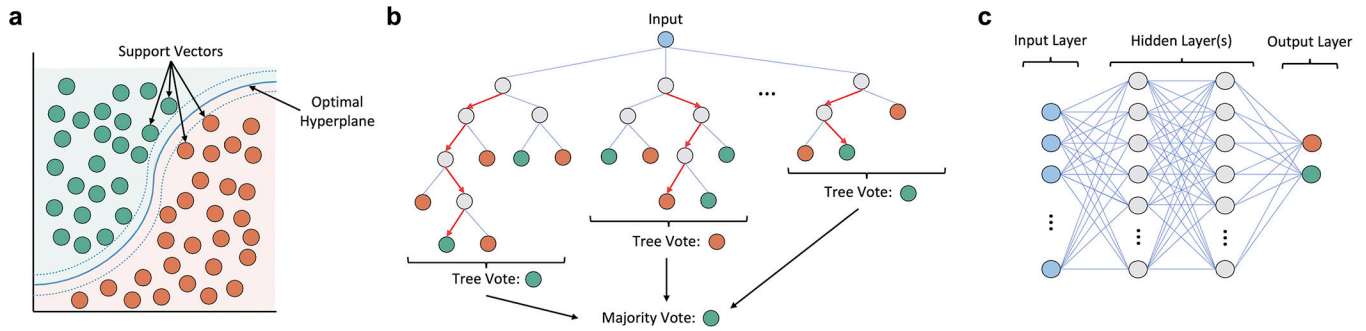 a
Support Vectors
Optimal
Hyperplane
b
Input
...
Tree Vote:
Tree Vote:
Tree Vote:
Majority Vote:
c
Input Layer
Hidden Layer(s)
Output Layer